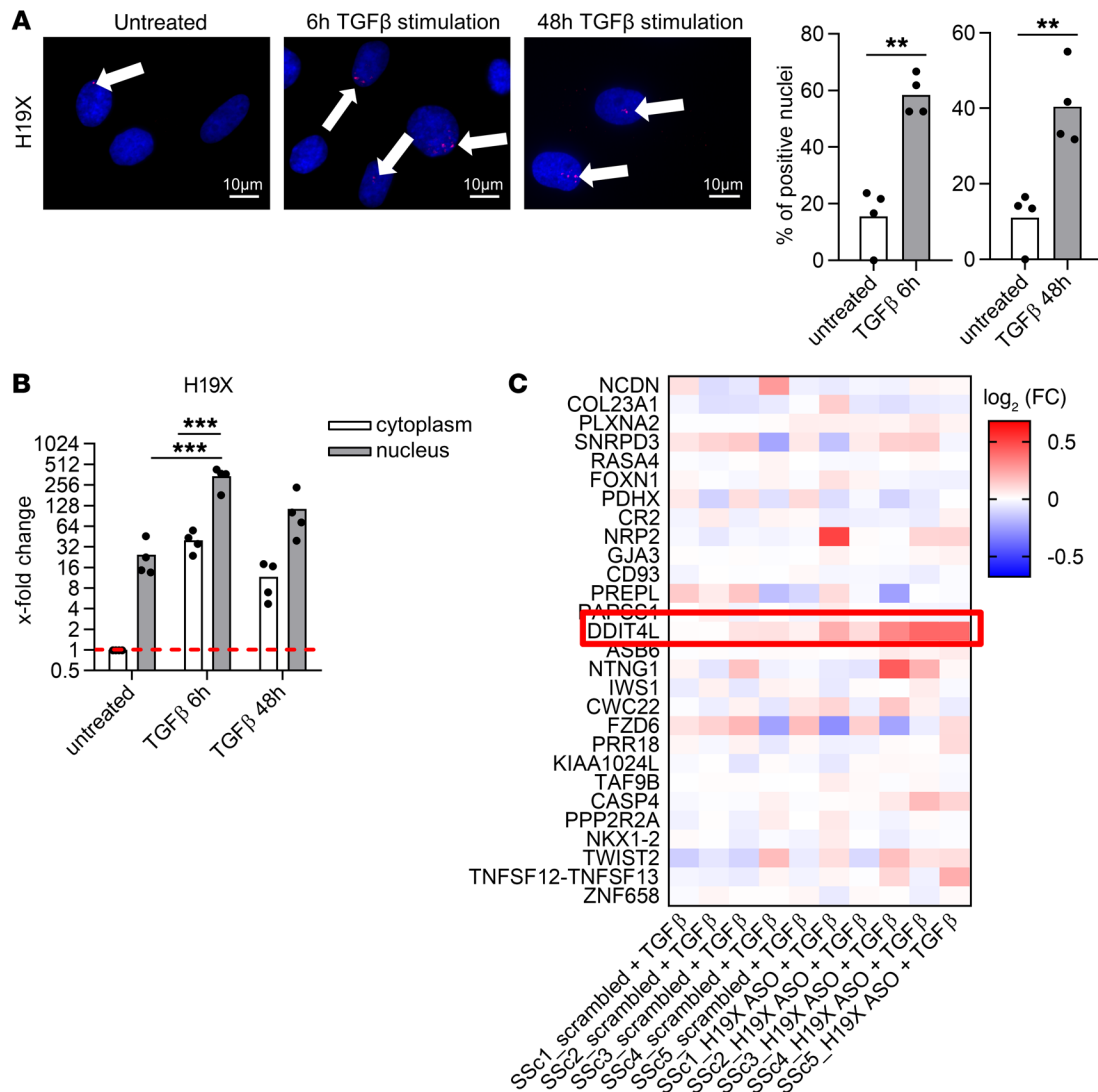 A
Untreated
6h TGFβ stimulation
48h TGFβ stimulation
H19X
10μm
10μm
10μm
% of positive nuclei
80
60
40
20
0
**
untreated
TGFβ 6h
60
40
20
0
**
untreated
TGFβ 48h
B
H19X
x-fold change
1024
512
256
128
64
32
16
8
4
2
1
0.5
***
***
cytoplasm
nucleus
untreated
TGFβ 6h
TGFβ 48h
C
NCDN
COL23A1
PLXNA2
SNRPD3
RASA4
FOXN1
PDHX
CR2
NRP2
GJA3
CD93
PREPL
PAPSS1
DDIT4L
ASB6
NTNG1
IWS1
CWC22
FZD6
PRR18
KIAA1024L
TAF9B
CASP4
PPP2R2A
NKX1-2
TWIST2
TNFSF12-TNFSF13
ZNF658
SSc1_scrambled + TGFβ
SSc2_scrambled + TGFβ
SSc3_scrambled + TGFβ
SSc4_scrambled + TGFβ
SSc5_scrambled + TGFβ
SSc1_H19X ASO + TGFβ
SSc2_H19X ASO + TGFβ
SSc3_H19X ASO + TGFβ
SSc4_H19X ASO + TGFβ
SSc5_H19X ASO + TGFβ
log₂ (FC)
0.5
0
-0.5